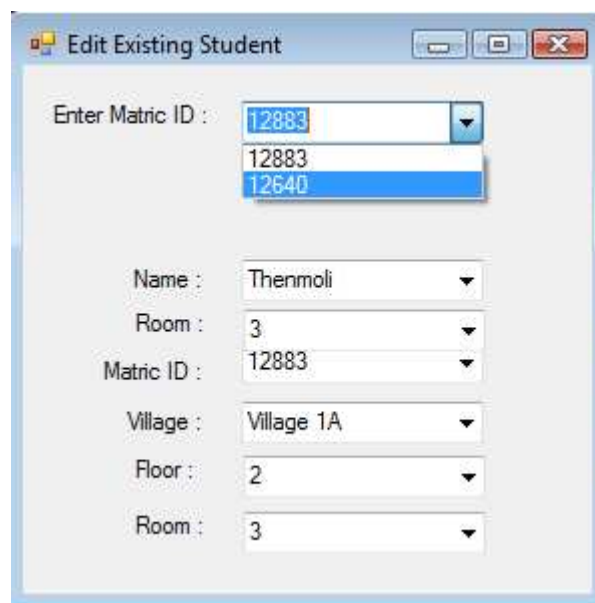 Edit Existing Student
Enter Matric ID : 12883
12883
12640
Name : Thenmoli
Room : 3
Matric ID : 12883
Village : Village 1A
Floor : 2
Room : 3